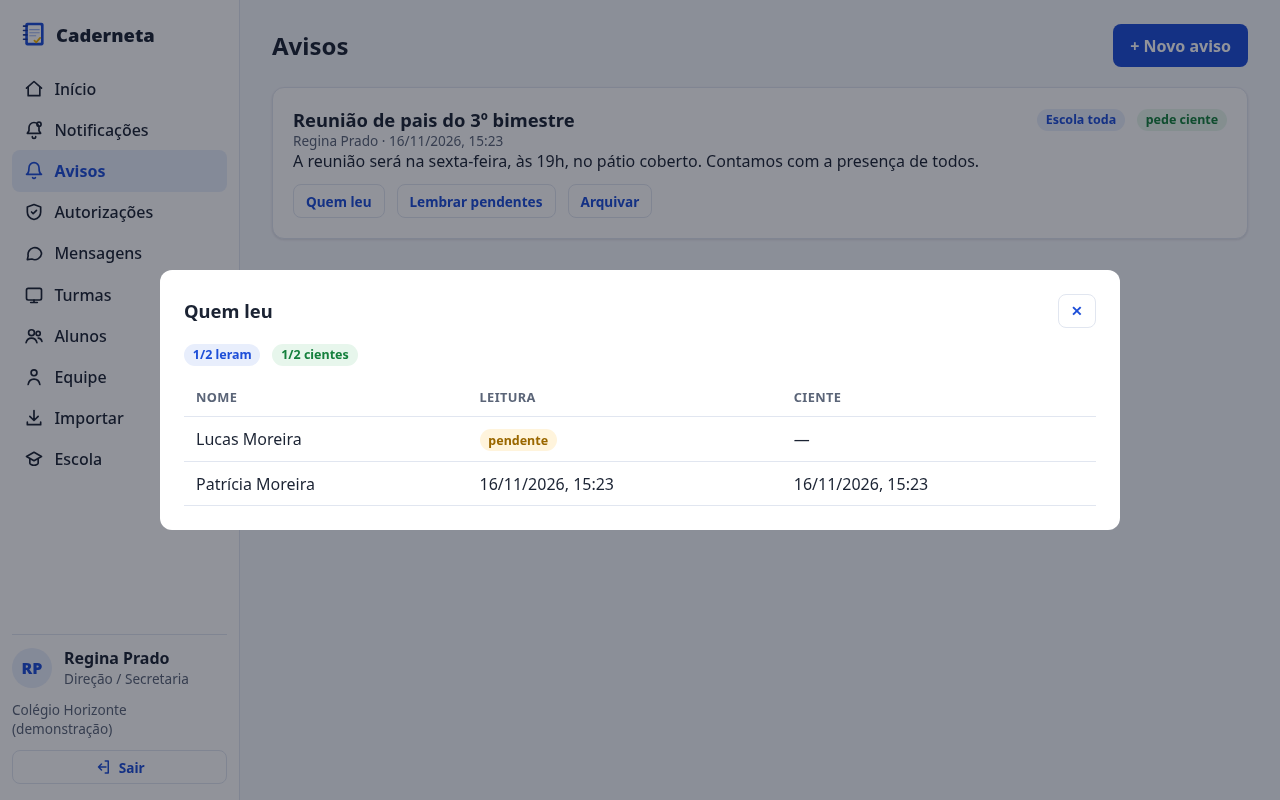 Caderneta
Início
Notificações
Avisos
Autorizações
Mensagens
Turmas
Alunos
Equipe
Importar
Escola
RP
Regina Prado
Direção / Secretaria
Colégio Horizonte
(demonstração)
Sair
Avisos
+ Novo aviso
Reunião de pais do 3º bimestre
Escola toda
pede ciente
Regina Prado · 16/11/2026, 15:23
A reunião será na sexta-feira, às 19h, no pátio coberto. Contamos com a presença de todos.
Quem leu
Lembrar pendentes
Arquivar
Quem leu
×
1/2 leram
1/2 cientes
NOME LEITURA CIENTE
Lucas Moreira pendente —
Patrícia Moreira 16/11/2026, 15:23 16/11/2026, 15:23